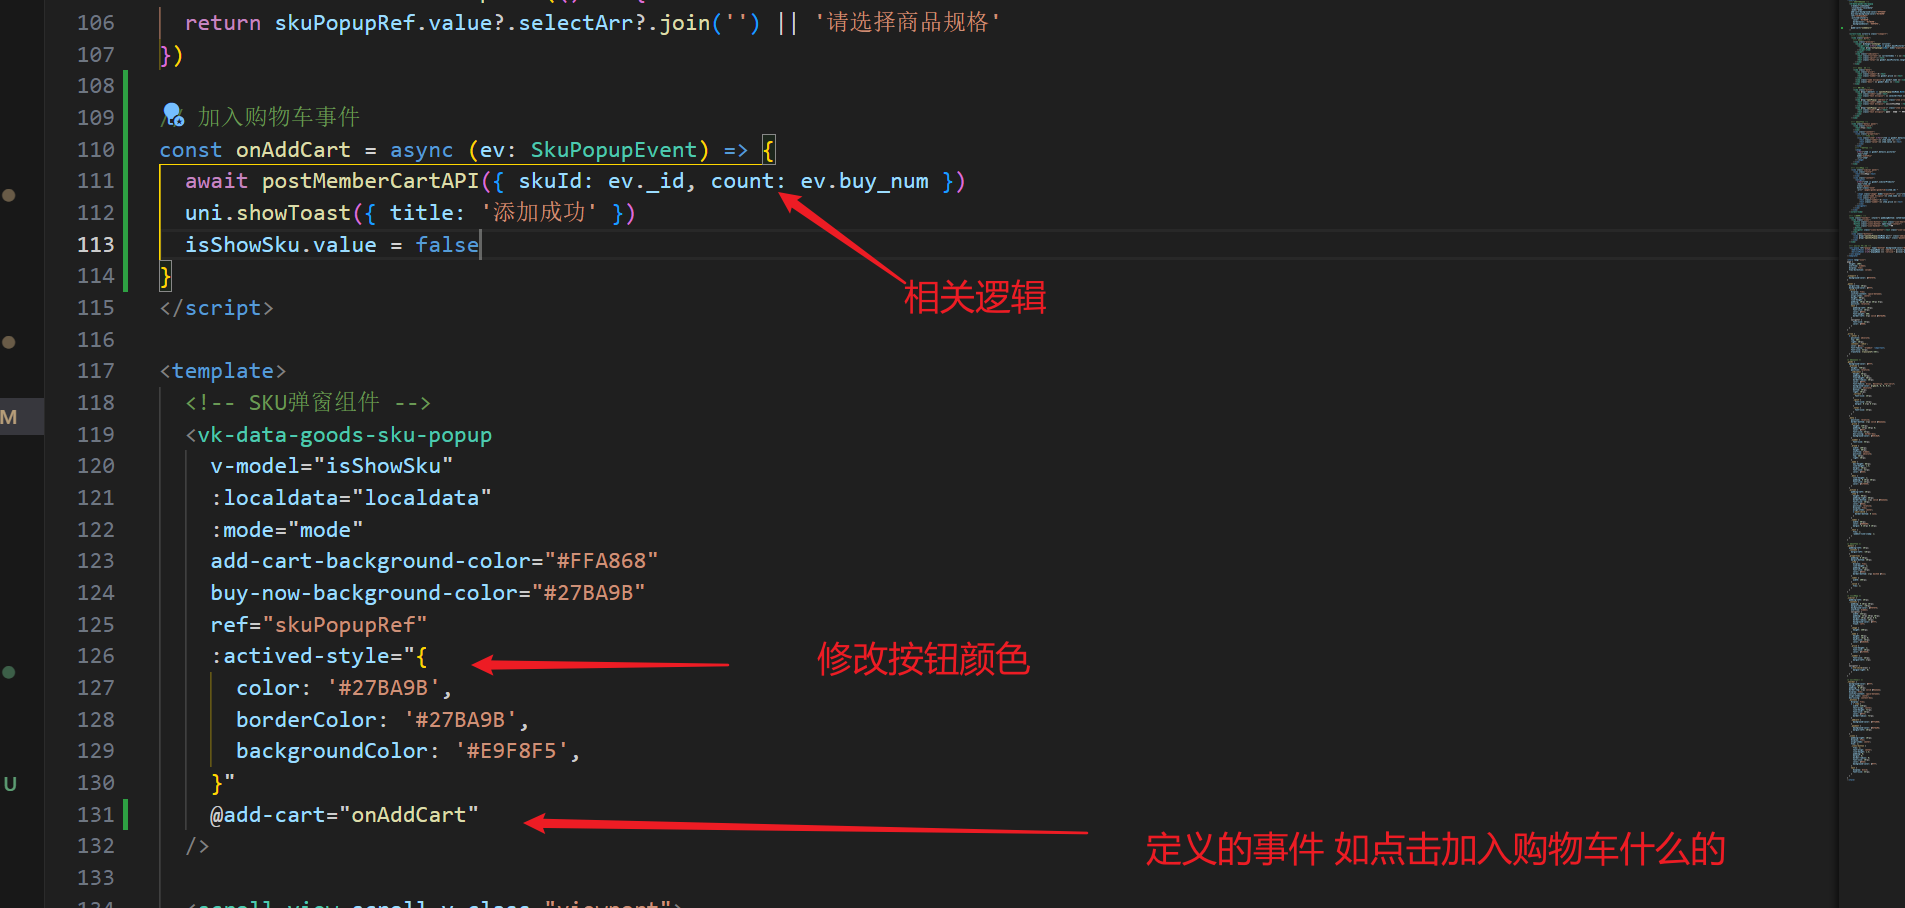 106 return skuPopupRef.value?.selectArr?.join('') || '请选择商品规格'
107 })
108
109 // 加入购物车事件
110 const onAddCart = async (ev: SkuPopupEvent) => {
111 await postMemberCartAPI({ skuId: ev._id, count: ev.buy_num })
112 uni.showToast({ title: '添加成功' })
113 isShowSku.value = false
114 }
相关逻辑
115 </script>
116
117 <template>
118 <!-- SKU弹窗组件 -->
119 <vk-data-goods-sku-popup
120 v-model="isShowSku"
121 :localdata="localdata"
122 :mode="mode"
123 add-cart-background-color="#FFA868"
124 buy-now-background-color="#27BA9B"
125 ref="skuPopupRef"
126 :actived-style="{
修改按钮颜色
127 color: '#27BA9B',
128 borderColor: '#27BA9B',
129 backgroundColor: '#E9F8F5',
130 }"
131 @add-cart="onAddCart"
定义的事件 如点击加入购物车什么的
132 />
133
M
U